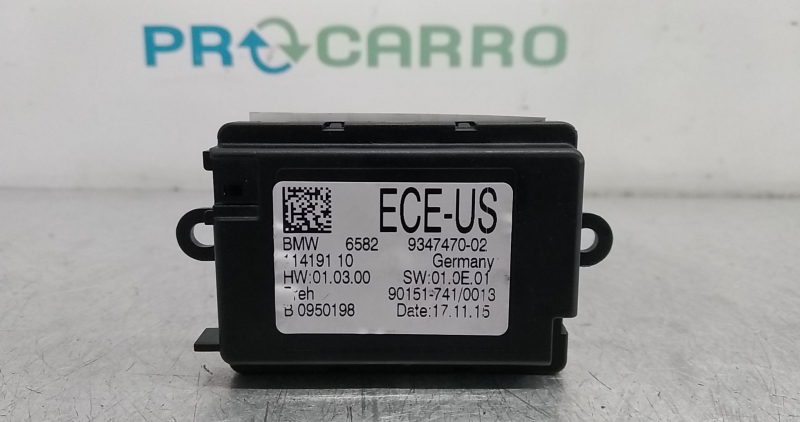 PROCARRO
ECE-US
BMW 6582 9347470-02
114191 10 Germany
HW:01.03.00 SW:01.0E.01
Preh 90151-741/0013
B 0950198 Date:17.11.15